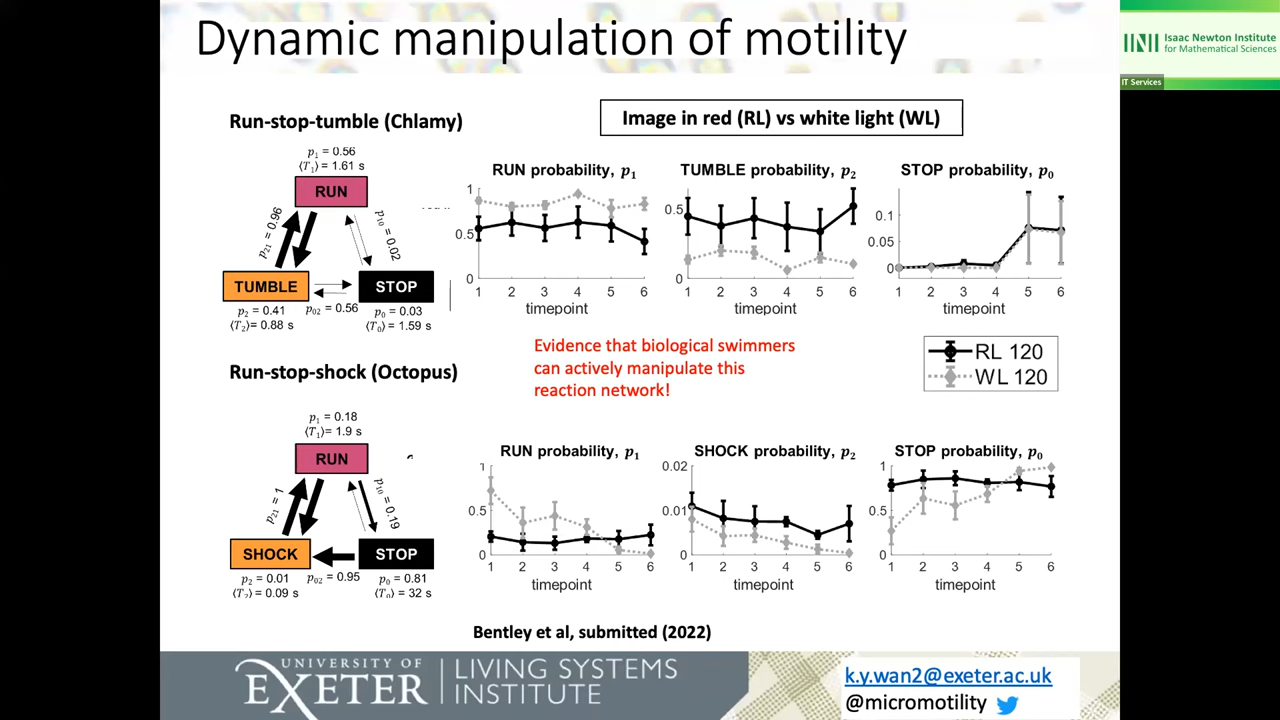 Dynamic manipulation of motility
Isaac Newton Institute
for Mathematical Sciences
IT Services
Run-stop-tumble (Chlamy)
Image in red (RL) vs white light (WL)
p₁ = 0.56
⟨T₁⟩ = 1.61 s
RUN
p₂₁ = 0.96
p₁₀ = 0.02
TUMBLE
STOP
p₂ = 0.41
⟨T₂⟩= 0.88 s
p₀₂ = 0.56
p₀ = 0.03
⟨T₀⟩= 1.59 s
RUN probability, p₁
1
0.5
0
1 2 3 4 5 6
timepoint
TUMBLE probability, p₂
0.5
0
1 2 3 4 5 6
timepoint
STOP probability, p₀
0.1
0.05
0
1 2 3 4 5 6
timepoint
Evidence that biological swimmers
can actively manipulate this
reaction network!
RL 120
WL 120
Run-stop-shock (Octopus)
p₁ = 0.18
⟨T₁⟩= 1.9 s
RUN
p₂₁ = 1
p₁₀ = 0.19
SHOCK
STOP
p₂ = 0.01
⟨T₂⟩= 0.09 s
p₀₂ = 0.95
p₀ = 0.81
⟨T₀⟩= 32 s
RUN probability, p₁
1
0.5
0
1 2 3 4 5 6
timepoint
SHOCK probability, p₂
0.02
0.01
0
1 2 3 4 5 6
timepoint
STOP probability, p₀
1
0.5
0
1 2 3 4 5 6
timepoint
Bentley et al, submitted (2022)
UNIVERSITY OF
EXETER
LIVING SYSTEMS
INSTITUTE
k.y.wan2@exeter.ac.uk
@micromotility